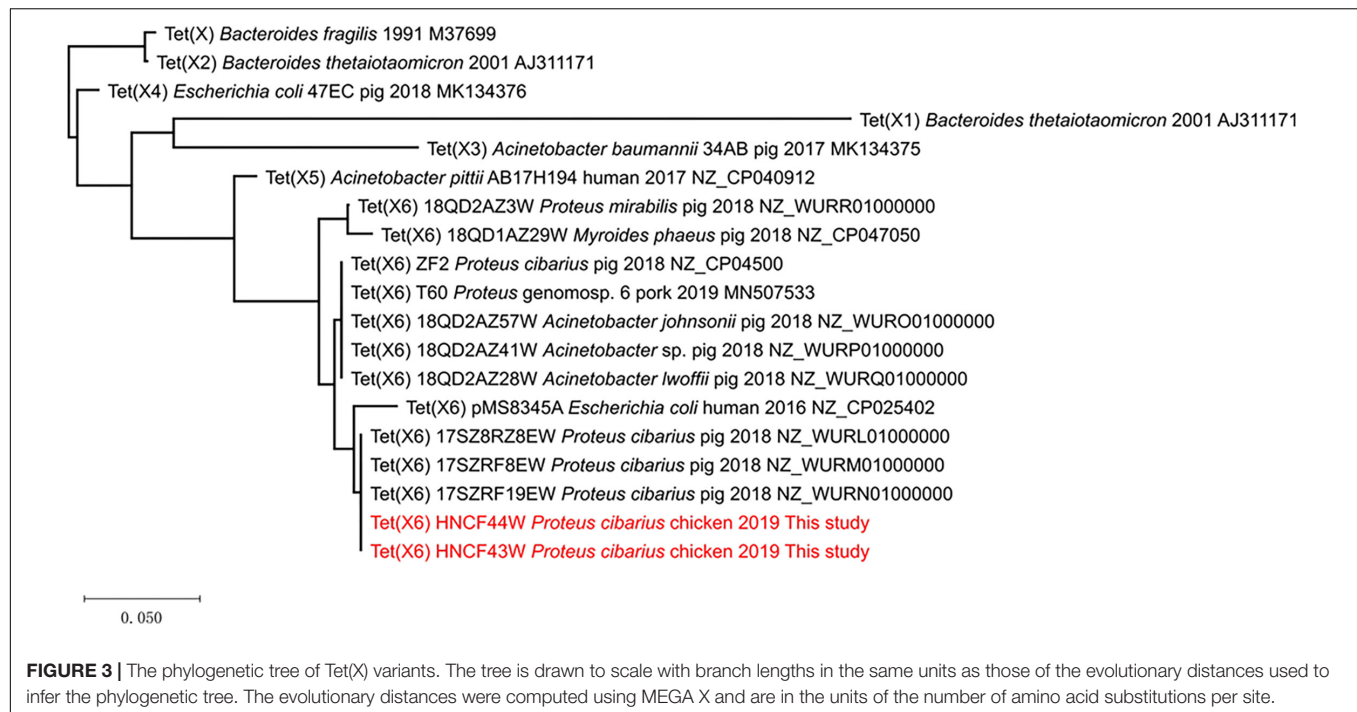 Tet(X) Bacteroides fragilis 1991 M37699
Tet(X2) Bacteroides thetaiotaomicron 2001 AJ311171
Tet(X4) Escherichia coli 47EC pig 2018 MK134376
Tet(X1) Bacteroides thetaiotaomicron 2001 AJ311171
Tet(X3) Acinetobacter baumannii 34AB pig 2017 MK134375
Tet(X5) Acinetobacter pittii AB17H194 human 2017 NZ_CP040912
Tet(X6) 18QD2AZ3W Proteus mirabilis pig 2018 NZ_WURR01000000
Tet(X6) 18QD1AZ29W Myroides phaeus pig 2018 NZ_CP047050
Tet(X6) ZF2 Proteus cibarius pig 2018 NZ_CP04500
Tet(X6) T60 Proteus genomosp. 6 pork 2019 MN507533
Tet(X6) 18QD2AZ57W Acinetobacter johnsonii pig 2018 NZ_WURO01000000
Tet(X6) 18QD2AZ41W Acinetobacter sp. pig 2018 NZ_WURP01000000
Tet(X6) 18QD2AZ28W Acinetobacter lwoffii pig 2018 NZ_WURQ01000000
Tet(X6) pMS8345A Escherichia coli human 2016 NZ_CP025402
Tet(X6) 17SZ8RZ8EW Proteus cibarius pig 2018 NZ_WURL01000000
Tet(X6) 17SZRF8EW Proteus cibarius pig 2018 NZ_WURM01000000
Tet(X6) 17SZRF19EW Proteus cibarius pig 2018 NZ_WURN01000000
Tet(X6) HNCF44W Proteus cibarius chicken 2019 This study
Tet(X6) HNCF43W Proteus cibarius chicken 2019 This study
0. 050
FIGURE 3 | The phylogenetic tree of Tet(X) variants. The tree is drawn to scale with branch lengths in the same units as those of the evolutionary distances used to
infer the phylogenetic tree. The evolutionary distances were computed using MEGA X and are in the units of the number of amino acid substitutions per site.